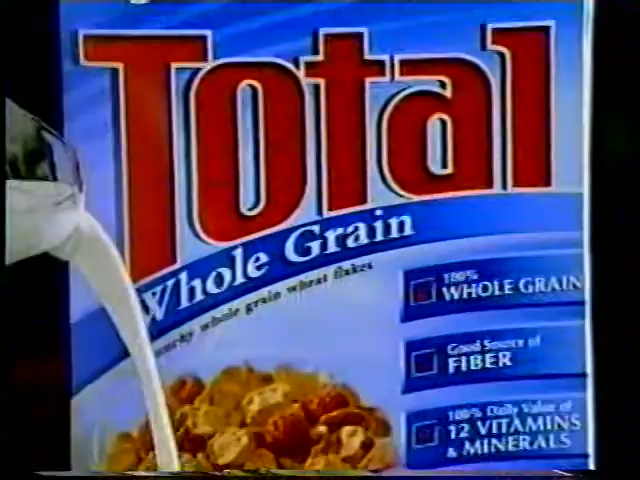 Total
Whole Grain
crunchy whole grain wheat flakes
100%
WHOLE GRAIN
Good Source of
FIBER
100% Daily Value of
12 VITAMINS
& MINERALS